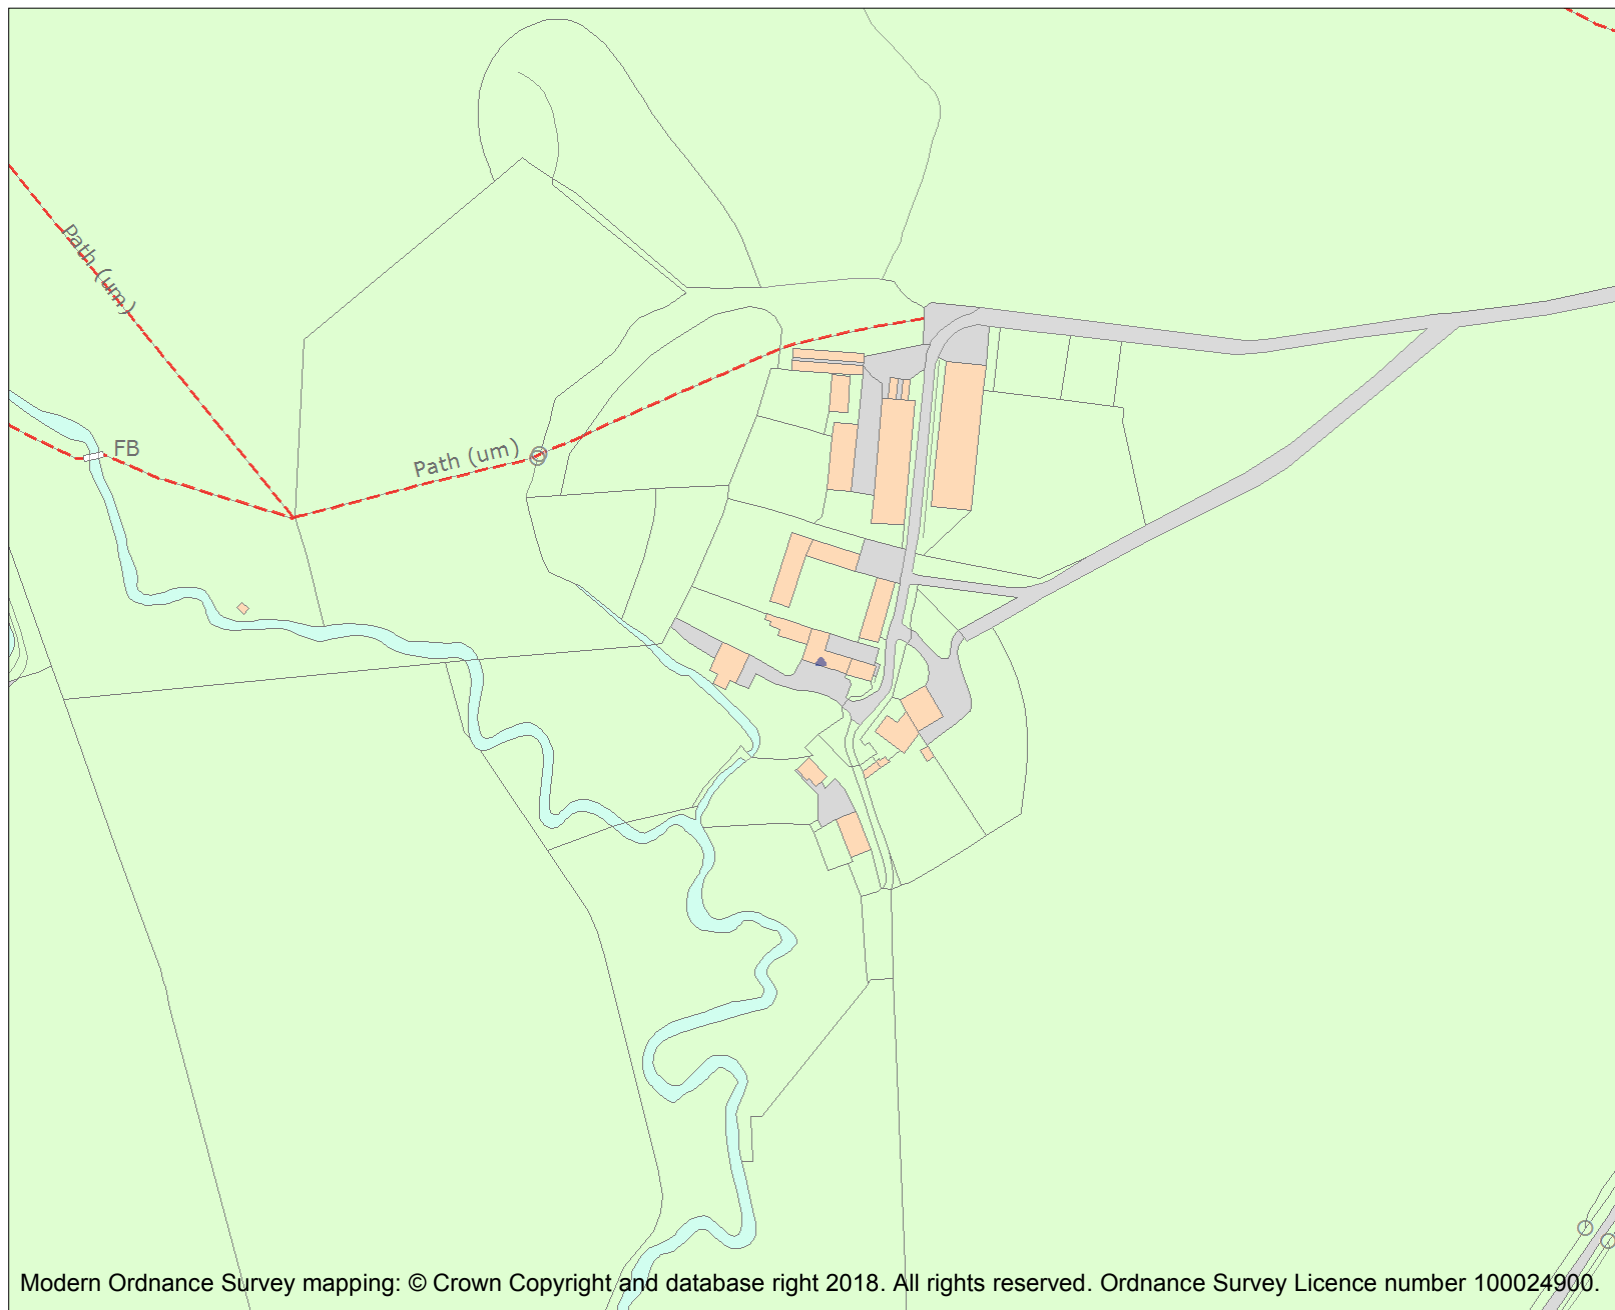 Path (um)
FB
Path (um)
Modern Ordnance Survey mapping: © Crown Copyright and database right 2018. All rights reserved. Ordnance Survey Licence number 100024900.